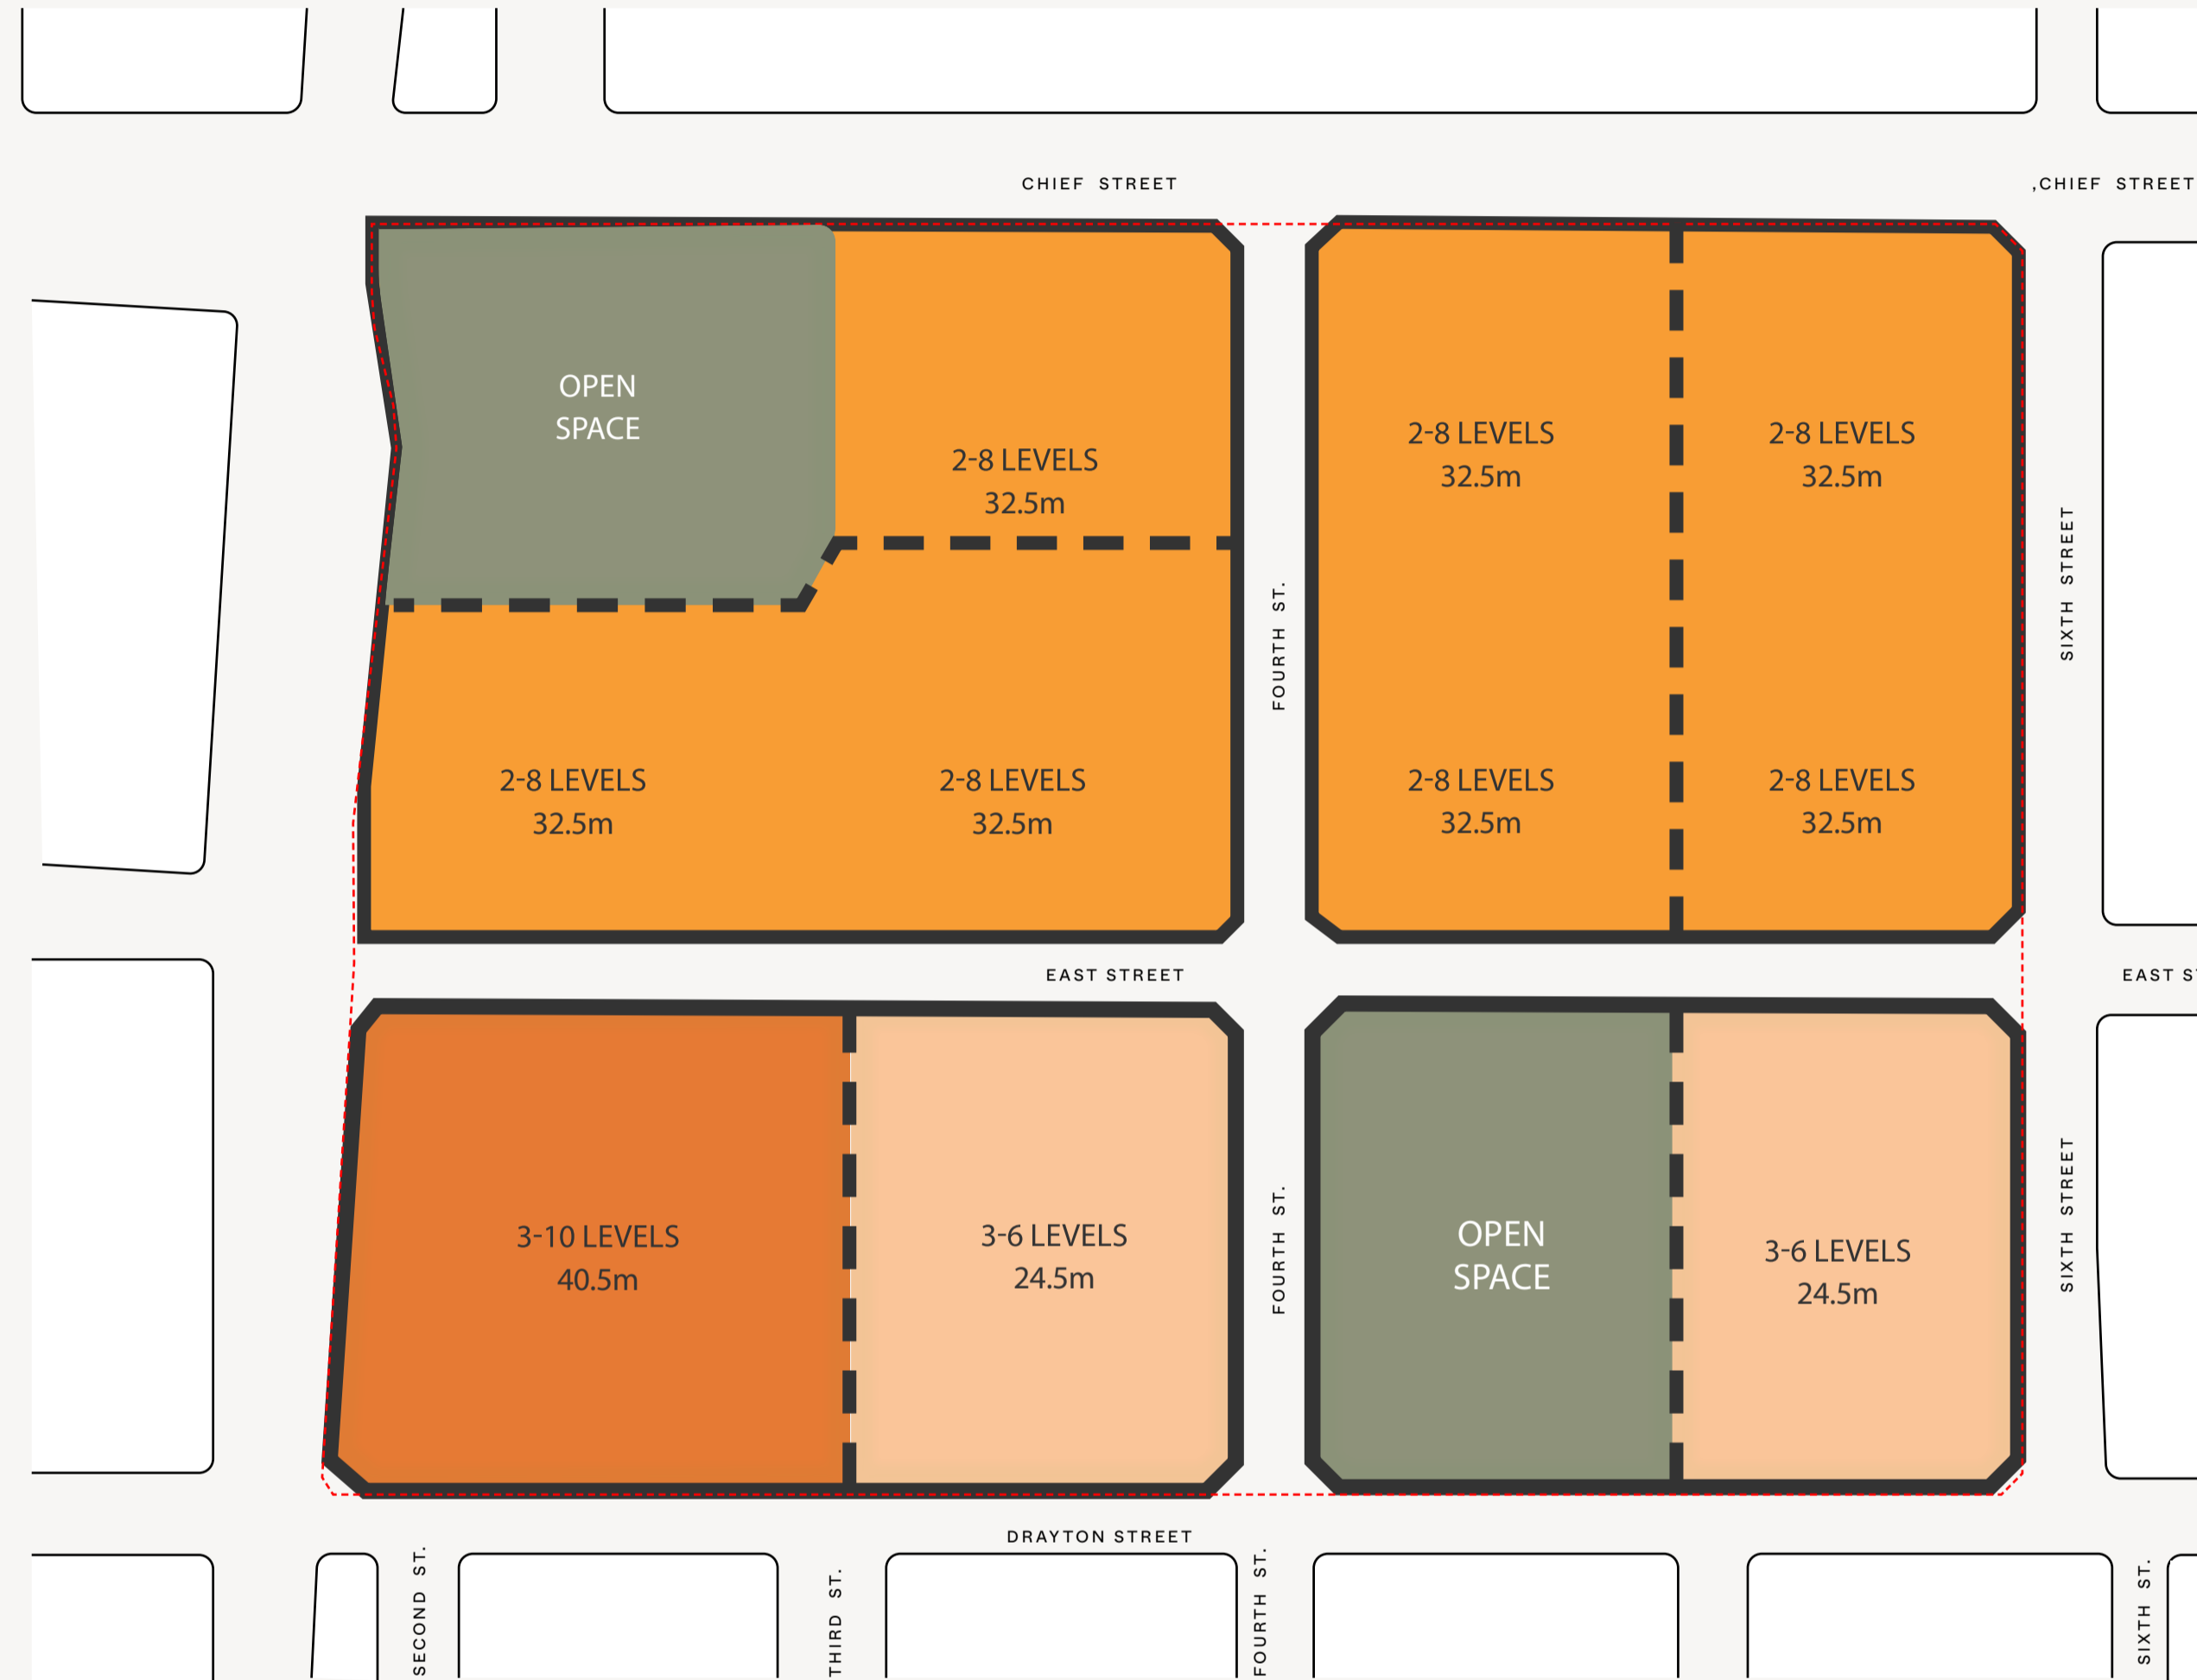 CHIEF STREET
,CHIEF STREET
OPEN
SPACE
2-8 LEVELS
32.5m
2-8 LEVELS
32.5m
2-8 LEVELS
32.5m
FOURTH ST.
SIXTH STREET
2-8 LEVELS
32.5m
2-8 LEVELS
32.5m
2-8 LEVELS
32.5m
2-8 LEVELS
32.5m
EAST STREET
EAST S
3-10 LEVELS
40.5m
3-6 LEVELS
24.5m
FOURTH ST.
OPEN
SPACE
3-6 LEVELS
24.5m
SIXTH STREET
DRAYTON STREET
SECOND ST.
THIRD ST.
FOURTH ST.
SIXTH ST.